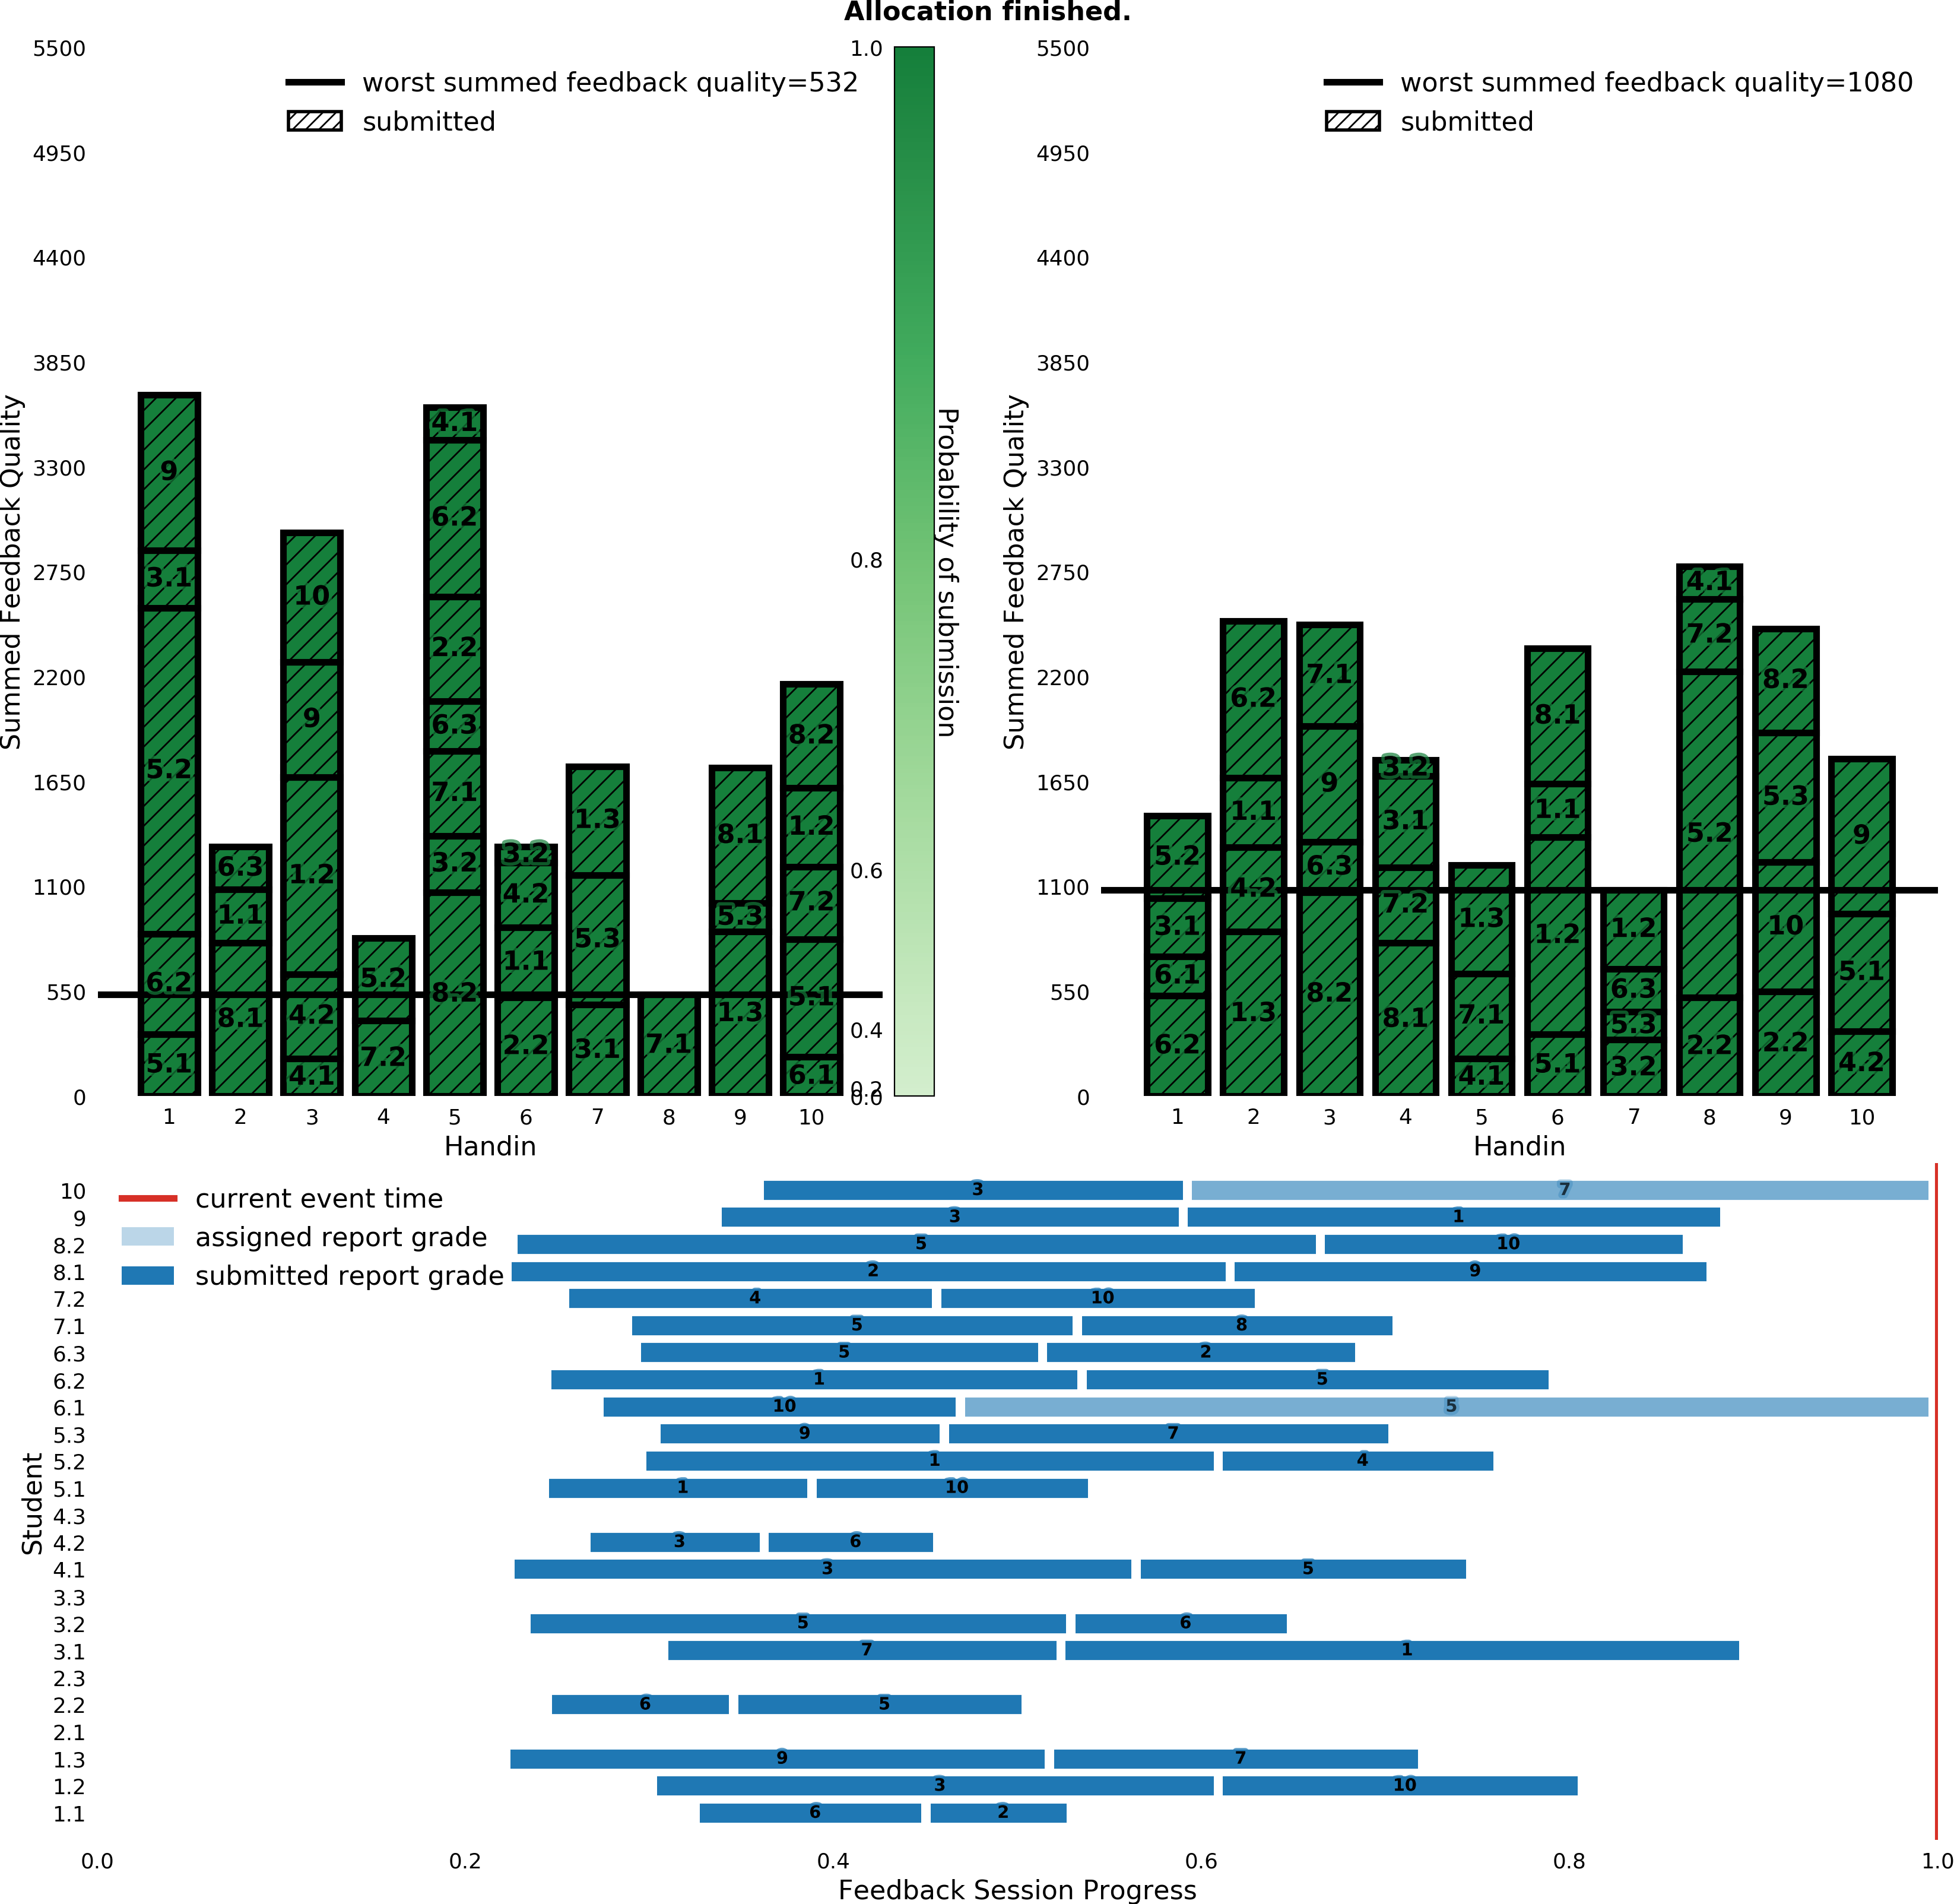 Allocation finished.
5500
4950
4400
3850
3300
2750
2200
1650
1100
550
0
Summed Feedback Quality
worst summed feedback quality=532
submitted
9
3.1
5.2
6.2
5.1
6.3
1.1
8.1
10
9
1.2
4.2
4.1
5.2
7.2
4.1
6.2
2.2
6.3
7.1
3.2
8.2
3.2
4.2
1.1
2.2
1.3
5.3
3.1
7.1
8.1
5.3
1.3
8.2
1.2
7.2
5.1
6.1
1 2 3 4 5 6 7 8 9 10
Handin
1.0
0.8
0.6
0.4
0.2
0.0
Probability of submission
5500
4950
4400
3850
3300
2750
2200
1650
1100
550
0
Summed Feedback Quality
worst summed feedback quality=1080
submitted
5.2
3.1
6.1
6.2
6.2
1.1
4.2
1.3
7.1
9
6.3
8.2
3.2
3.1
7.2
8.1
1.3
7.1
4.1
8.1
1.1
1.2
5.1
1.2
6.3
5.3
3.2
4.1
7.2
5.2
2.2
8.2
5.3
10
2.2
9
5.1
4.2
1 2 3 4 5 6 7 8 9 10
Handin
current event time
assigned report grade
submitted report grade
Student
10 3 7
9 3 1
8.2 5 10
8.1 2 9
7.2 4 10
7.1 5 8
6.3 5 2
6.2 1 5
6.1 10 5
5.3 9 7
5.2 1 4
5.1 1 10
4.3
4.2 3 6
4.1 3 5
3.3
3.2 5 6
3.1 7 1
2.3
2.2 6 5
2.1
1.3 9 7
1.2 3 10
1.1 6 2
0.0 0.2 0.4 0.6 0.8 1.0
Feedback Session Progress